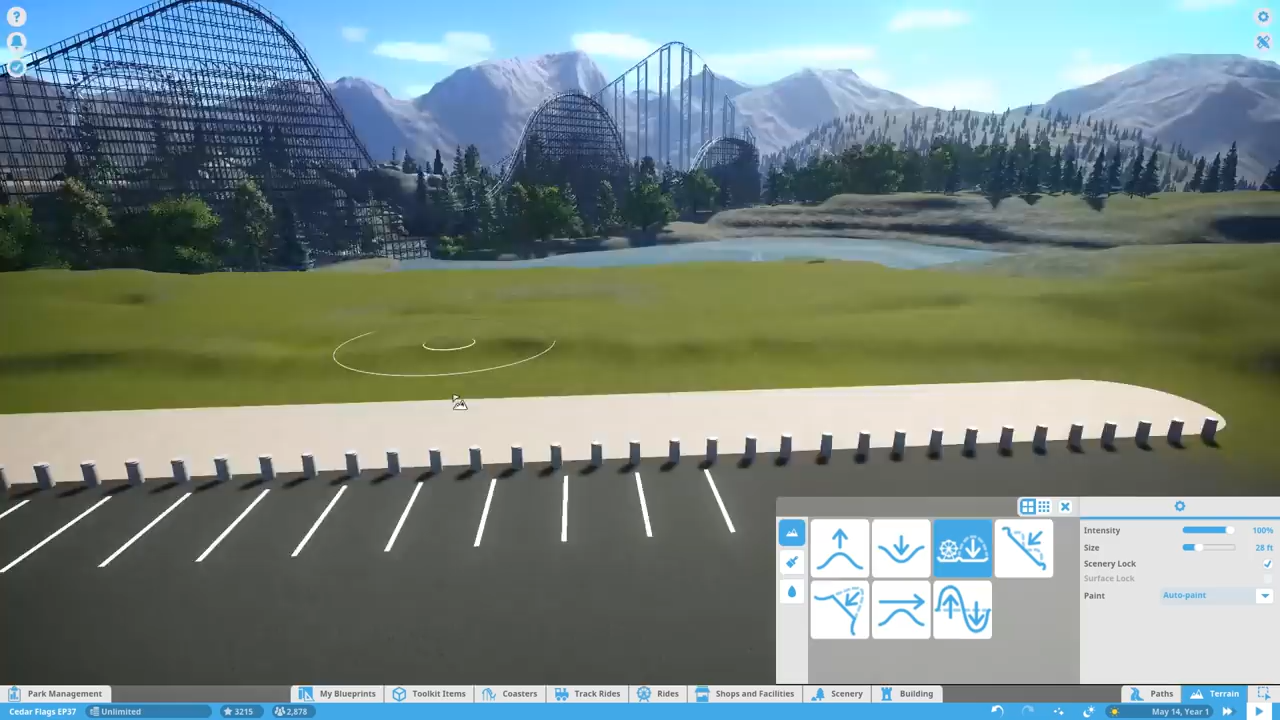 ?
Intensity 100%
Size 28 ft
Scenery Lock
Surface Lock
Paint Auto-paint
Park Management My Blueprints Toolkit Items Coasters Track Rides Rides Shops and Facilities Scenery Building Paths Terrain
Cedar Flags EP37 Unlimited 3215 2,878 May 14, Year 1